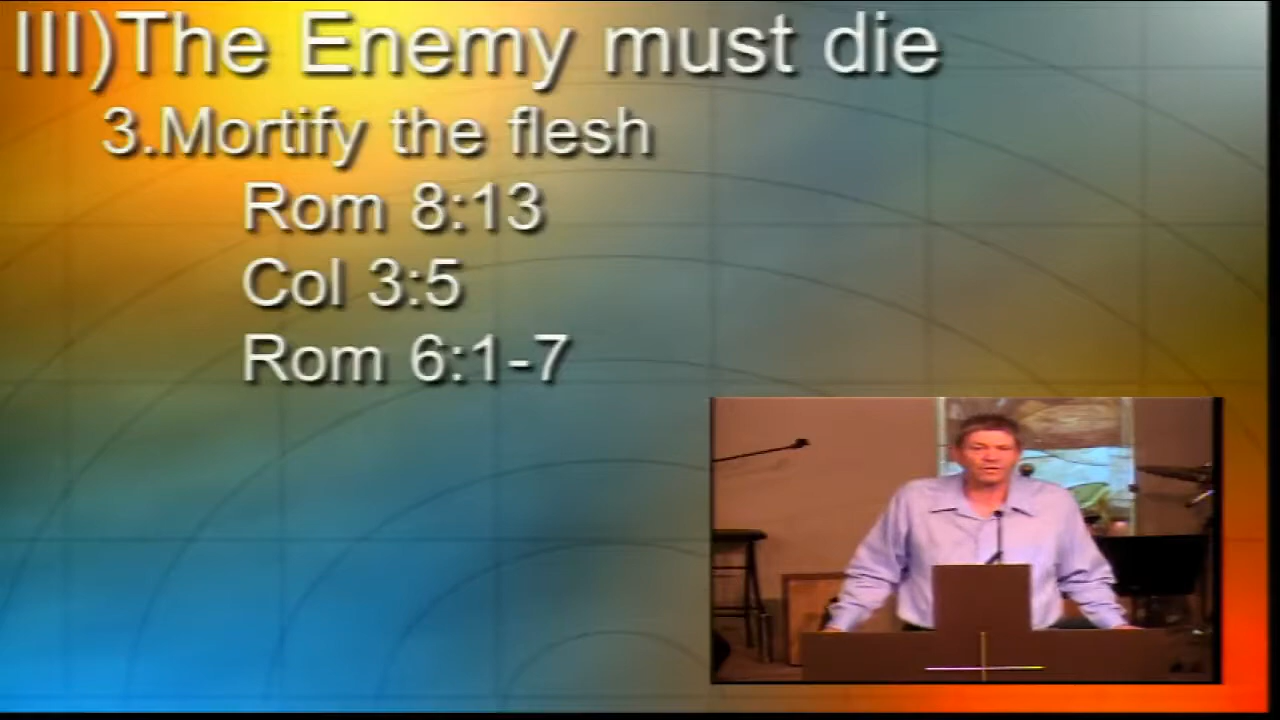 III)The Enemy must die
3.Mortify the flesh
Rom 8:13
Col 3:5
Rom 6:1-7